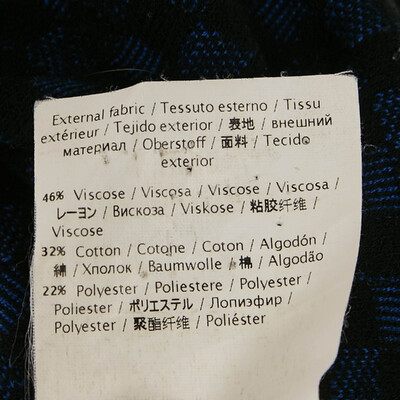 External fabric / Tessuto esterno / Tissu
extérieur / Tejido exterior / 表地 / внешний
материал / Oberstoff / 面料 / Tecido
exterior
46% Viscose / Viscosa / Viscose / Viscosa /
レーヨン / Вискоза / Viskose / 粘胶纤维 /
Viscose
32% Cotton / Cotone / Coton / Algodón /
綿 / Хполок / Baumwolle / 棉 / Algodão
22% Polyester / Poliestere / Polyester /
Poliester / ポリエステル / Лопиэфир /
Polyester / 聚酯纤维 / Poliéster